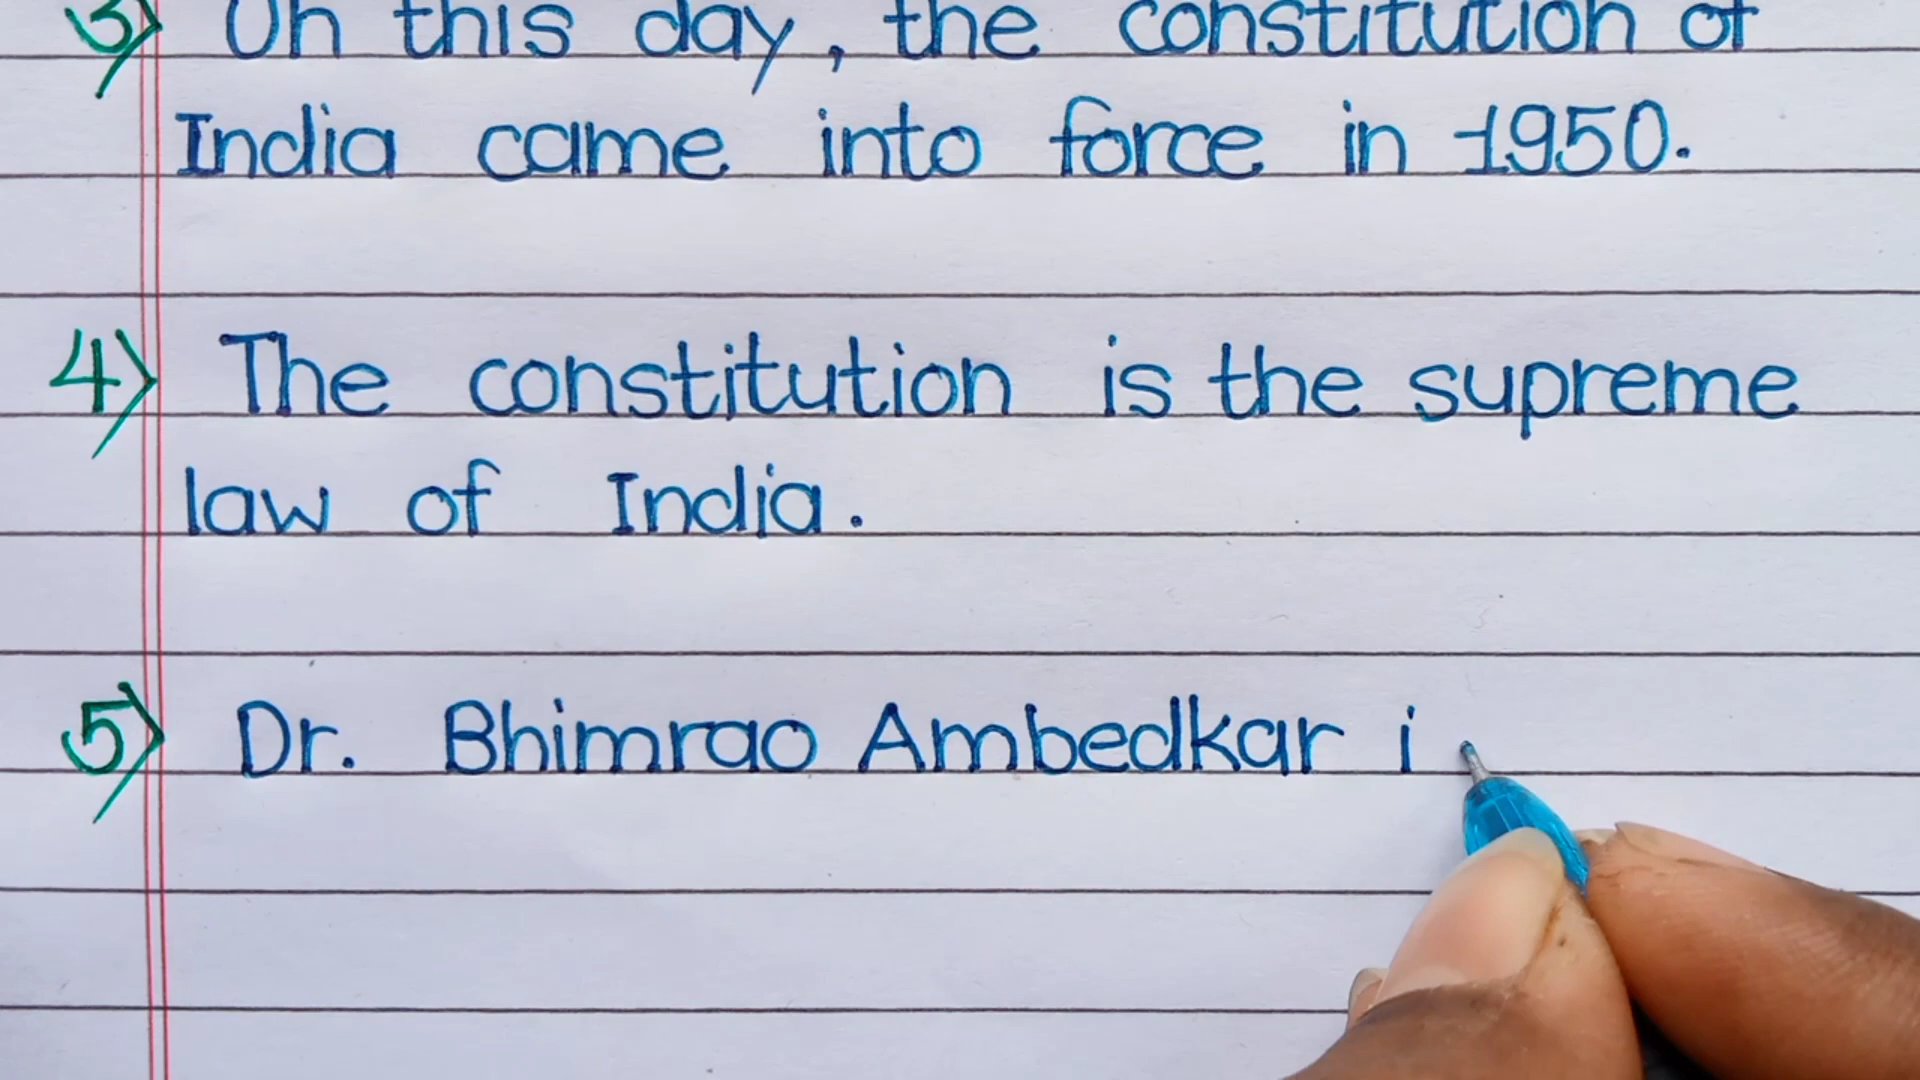 3) On this day, the constitution of
India came into force in 1950.
4) The constitution is the supreme
law of India.
5) Dr. Bhimrao Ambedkar i